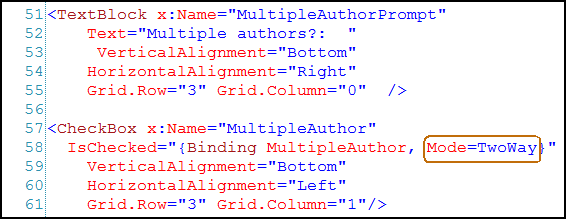 51 <TextBlock x:Name="MultipleAuthorPrompt"
52 Text="Multiple authors?:  "
53 VerticalAlignment="Bottom"
54 HorizontalAlignment="Right"
55 Grid.Row="3" Grid.Column="0"  />
56
57 <CheckBox x:Name="MultipleAuthor"
58 IsChecked="{Binding MultipleAuthor, Mode=TwoWay}"
59 VerticalAlignment="Bottom"
60 HorizontalAlignment="Left"
61 Grid.Row="3" Grid.Column="1"/>